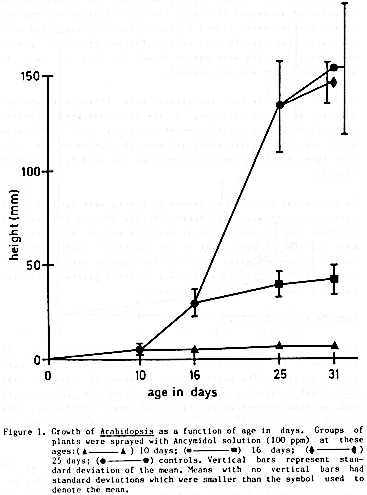 150
100
50
0
height (mm)
0 10 16 25 31
age in days
Figure 1. Growth of Arabidopsis as a function of age in days. Groups of
plants were sprayed with Ancymidol solution (100 ppm) at these
ages:(▲———▲) 10 days; (■———■) 16 days; (♦———♦)
25 days; (●———●) controls. Vertical bars represent stan-
dard deviation of the mean. Means with no vertical bars had
standard deviations which were smaller than the symbol used to
denote the mean.